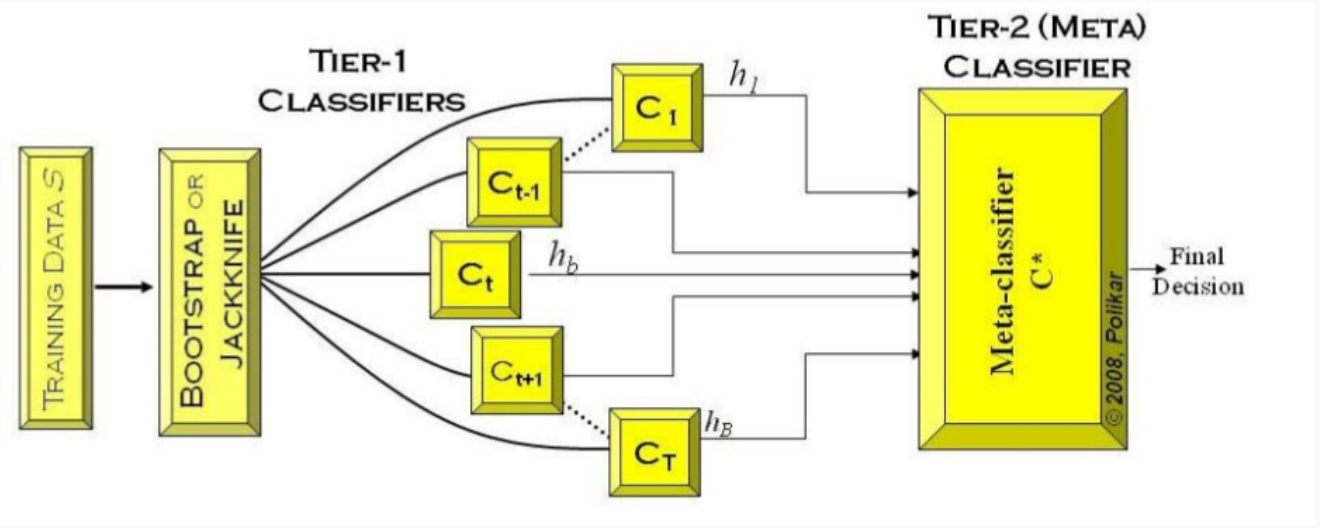 TIER-1
CLASSIFIERS
TIER-2 (META)
CLASSIFIER
TRAINING DATA S
BOOTSTRAP OR
JACKKNIFE
C1
h1
Ct-1
Ct
hb
Ct+1
CT
hB
Meta-classifier
C*
© 2008, Polikar
Final
Decision